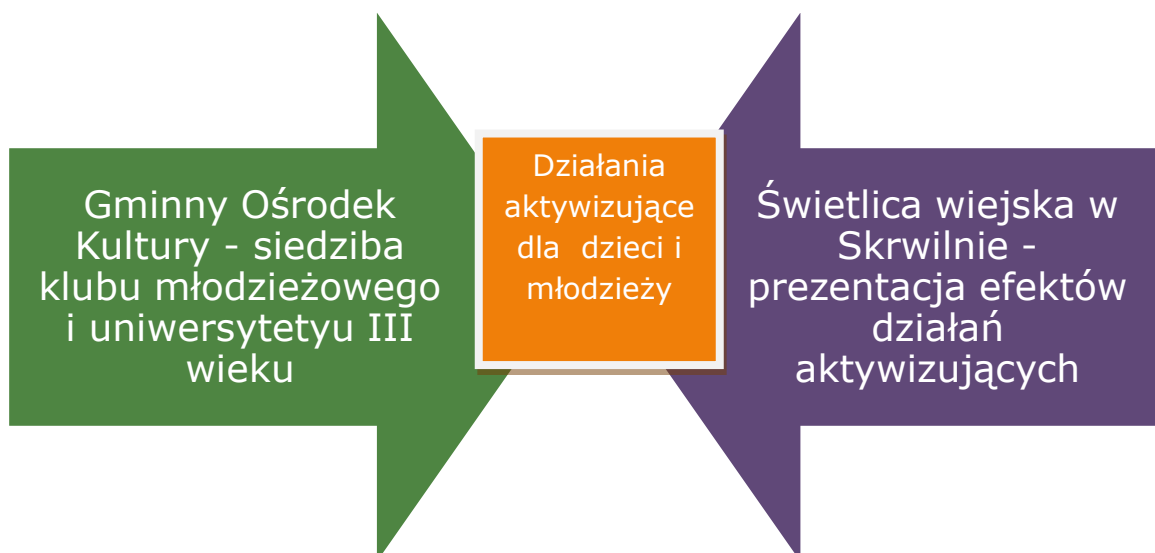 Gminny Ośrodek
Kultury - siedziba
klubu młodzieżowego
i uniwersytetyu III
wieku
Działania
aktywizujące
dla  dzieci i
młodzieży
Świetlica wiejska w
Skrwilnie -
prezentacja efektów
działań
aktywizujących